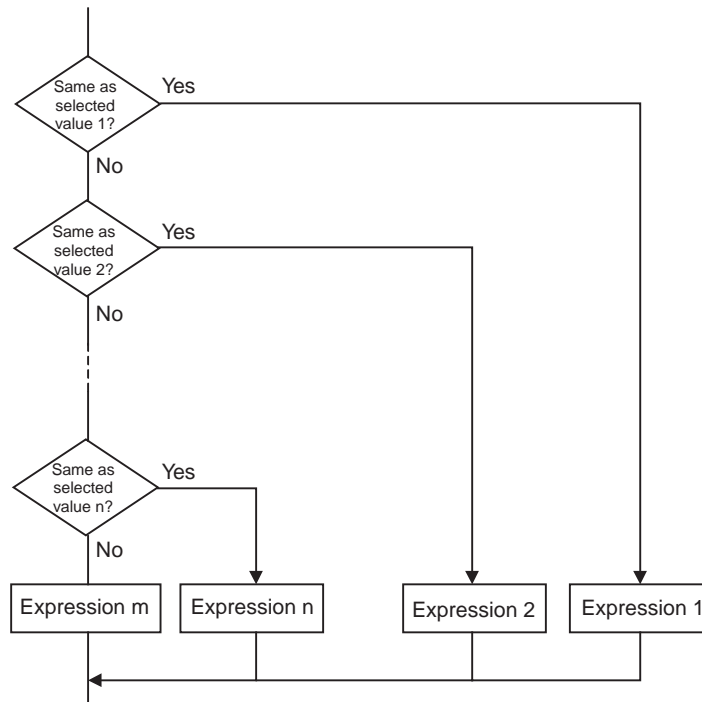 Same as
selected
value 1?
Yes
No
Same as
selected
value 2?
Yes
No
Same as
selected
value n?
Yes
No
Expression m
Expression n
Expression 2
Expression 1